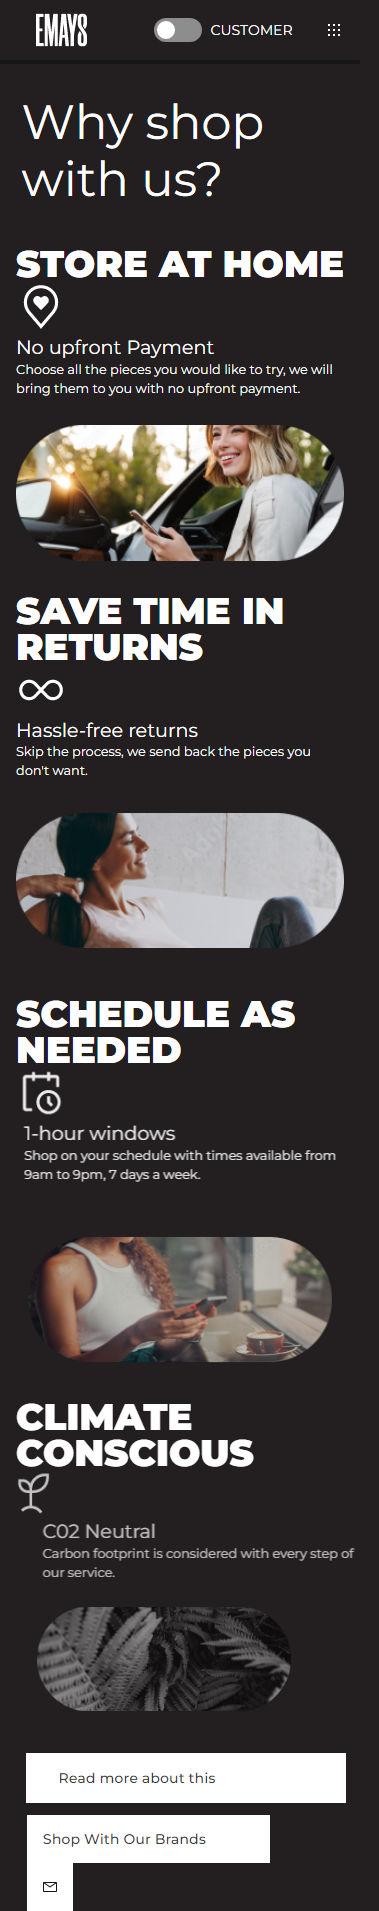 EMAYS
CUSTOMER
Why shop
with us?
STORE AT HOME
No upfront Payment
Choose all the pieces you would like to try, we will
bring them to you with no upfront payment.
SAVE TIME IN
RETURNS
Hassle-free returns
Skip the process, we send back the pieces you
don't want.
SCHEDULE AS
NEEDED
1-hour windows
Shop on your schedule with times available from
9am to 9pm, 7 days a week.
CLIMATE
CONSCIOUS
C02 Neutral
Carbon footprint is considered with every step of
our service.
Read more about this
Shop With Our Brands